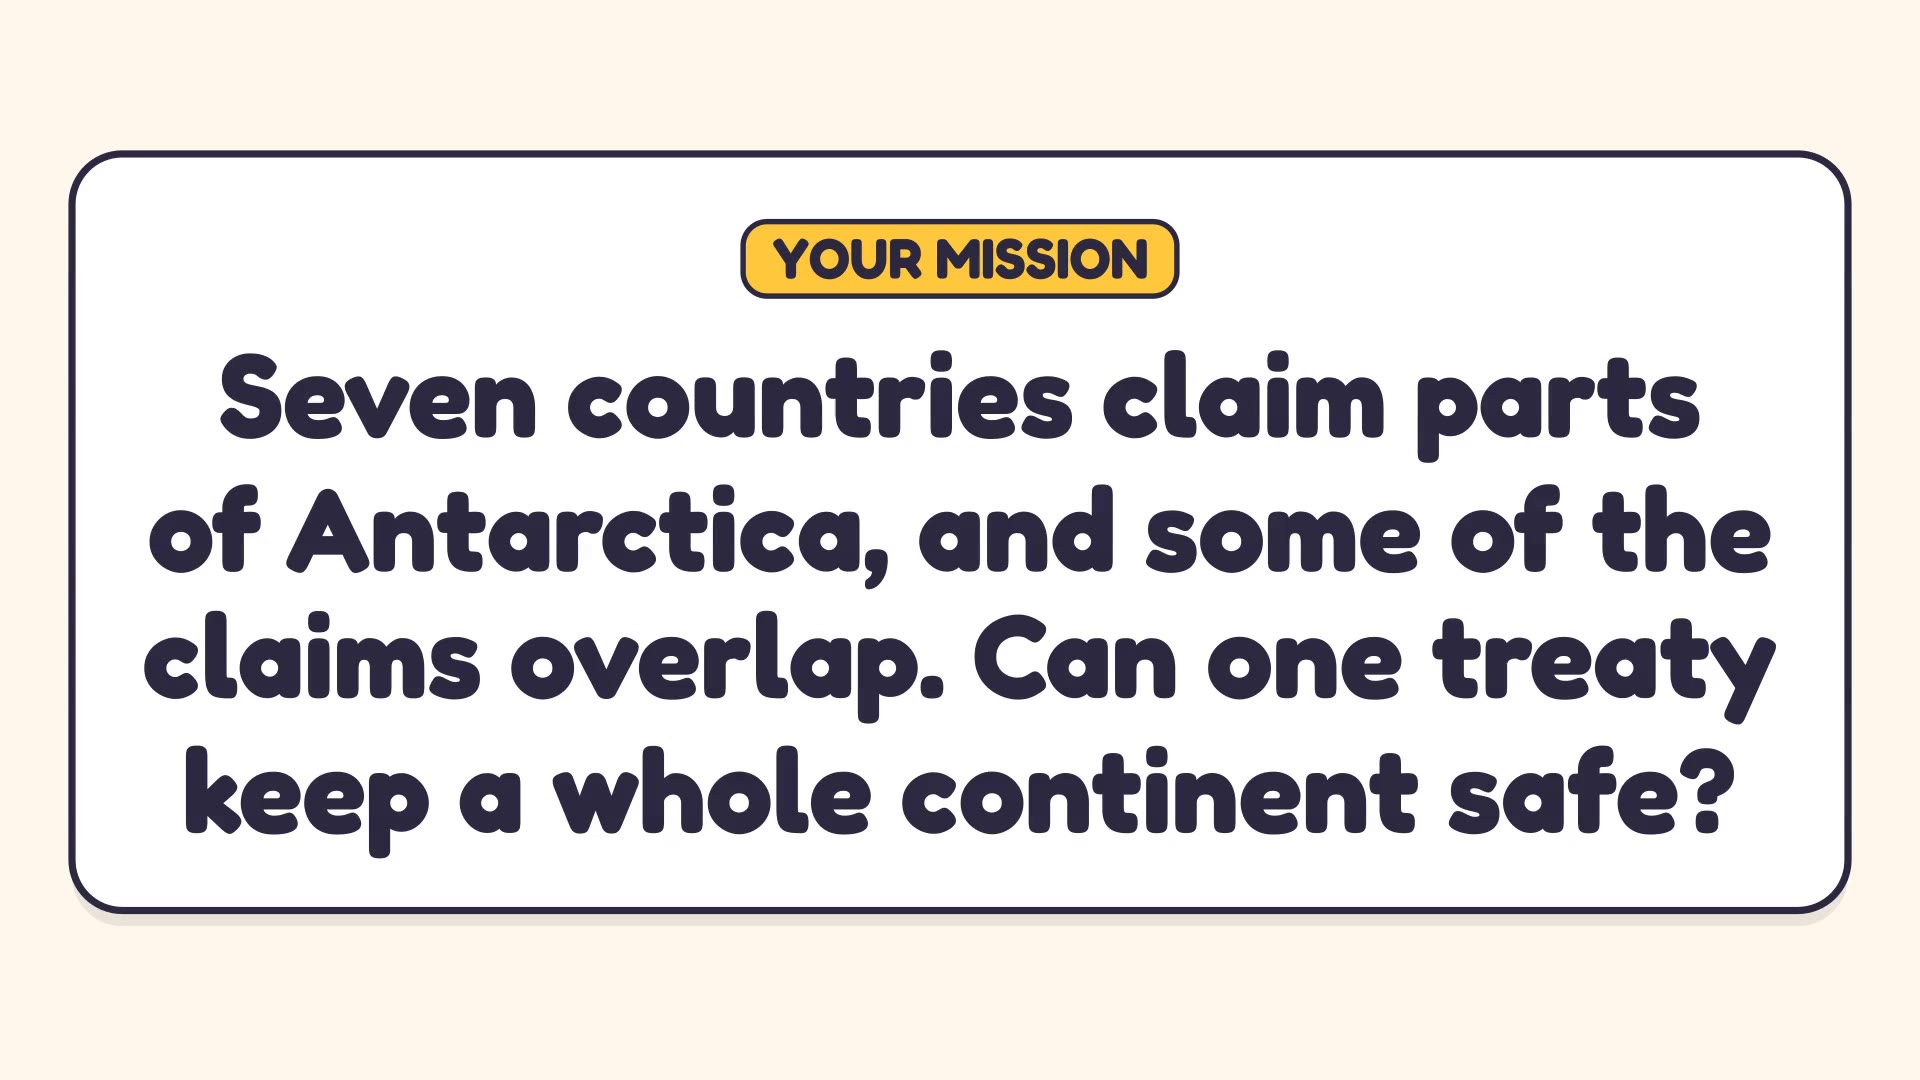 YOUR MISSION
Seven countries claim parts
of Antarctica, and some of the
claims overlap. Can one treaty
keep a whole continent safe?